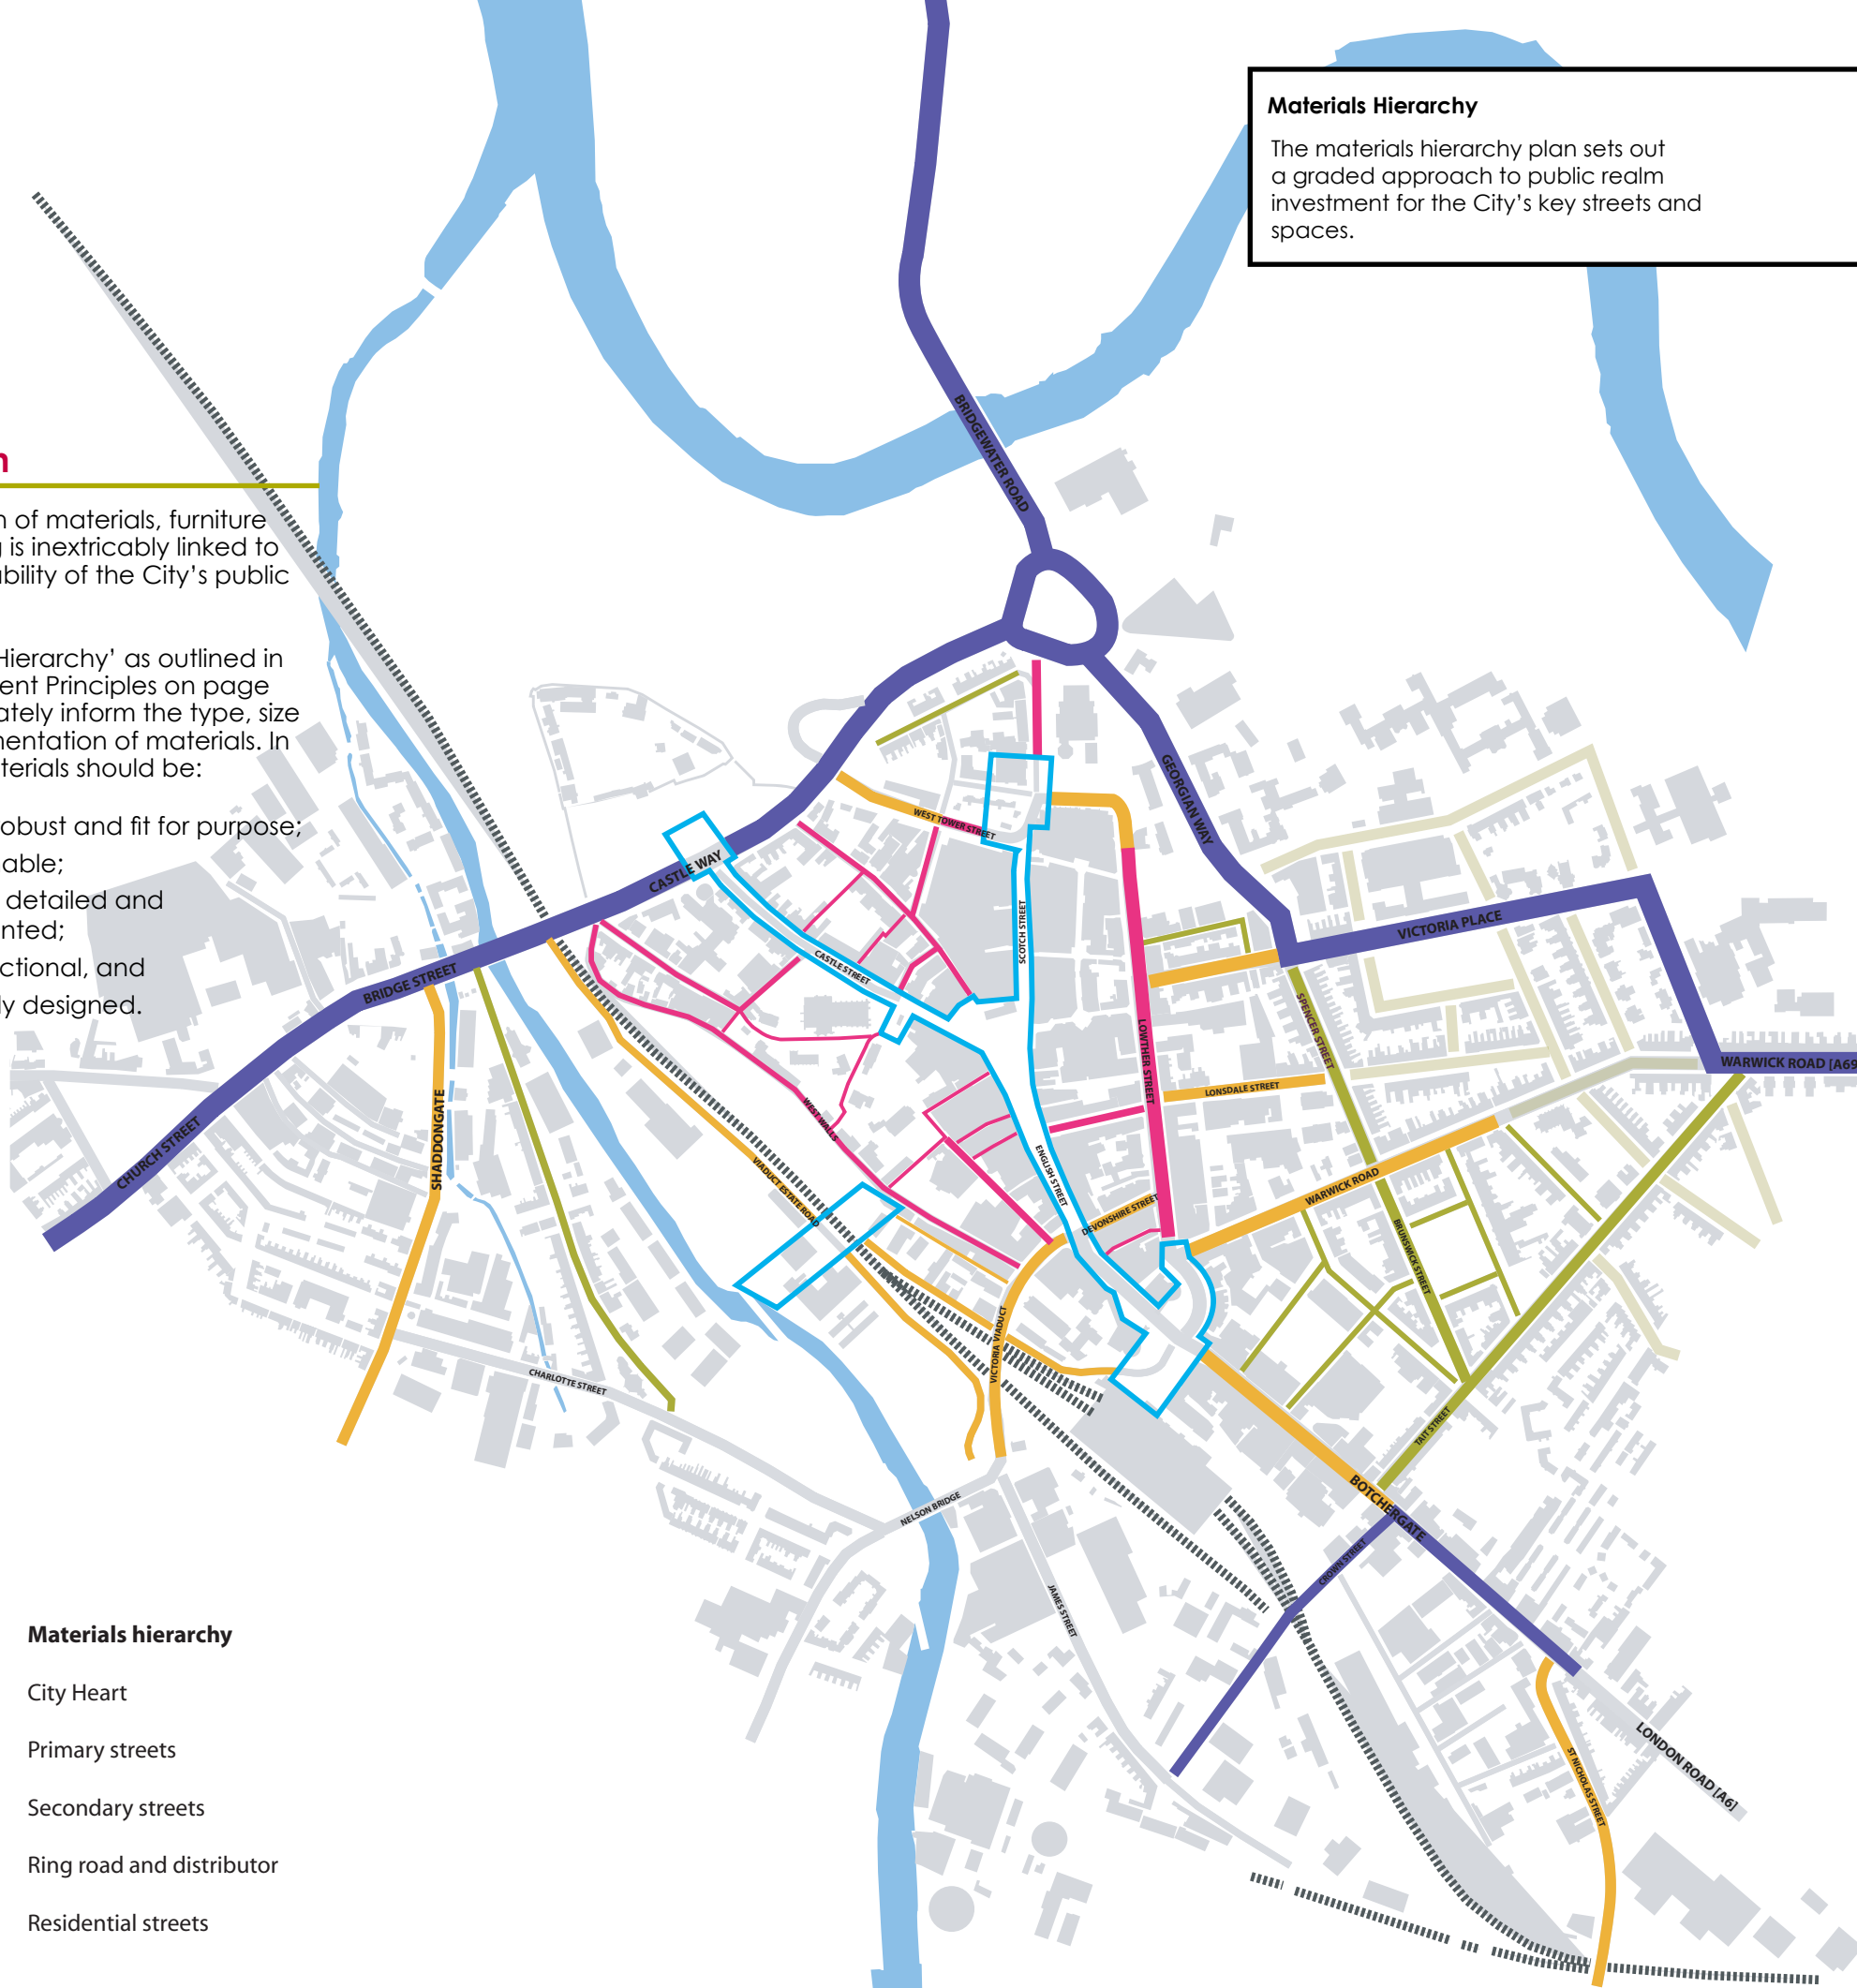 Materials Hierarchy
The materials hierarchy plan sets out
a graded approach to public realm
investment for the City's key streets and
spaces.
n of materials, furniture
is inextricably linked to
ability of the City's public
Hierarchy' as outlined in
ent Principles on page
ately inform the type, size
mentation of materials. In
terials should be:
robust and fit for purpose;
able;
detailed and
nted;
ctional, and
ly designed.
BRIDGEWATER ROAD
GEORGIAN WAY
WEST TOWER STREET
CASTLE WAY
CASTLE STREET
SCOTCH STREET
VICTORIA PLACE
BRIDGE STREET
SPENCER STREET
LOWTHER STREET
WARWICK ROAD [A69
LONSDALE STREET
CHURCH STREET
SHADDONGATE
WEST WALLS
VIADUCT ESTATE ROAD
ENGLISH STREET
DEVONSHIRE STREET
WARWICK ROAD
BRUNSWICK STREET
VICTORIA VIADUCT
CHARLOTTE STREET
TAIT STREET
BOTCHERGATE
NELSON BRIDGE
CROWN STREET
JAMES STREET
LONDON ROAD [A6]
ST NICHOLAS STREET
Materials hierarchy
City Heart
Primary streets
Secondary streets
Ring road and distributor
Residential streets